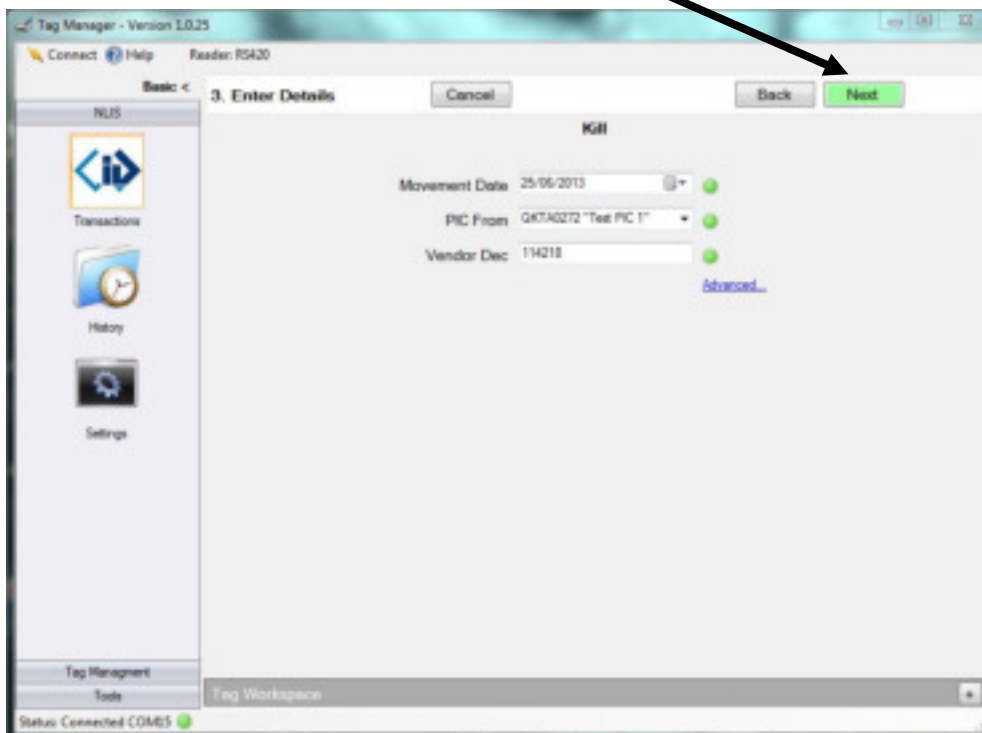 Tag Manager - Version 1.0.25
Connect Help Reader: RS420
Basic <
NLIS
Transactions
History
Settings
Tag Managment
Tools
Status: Connected COM15
3. Enter Details Cancel Back Next
Kill
Movement Date 25/06/2013
PIC From QKTA0272 "Test PIC 1"
Vendor Dec 114218
Advanced...
Tag Workspace